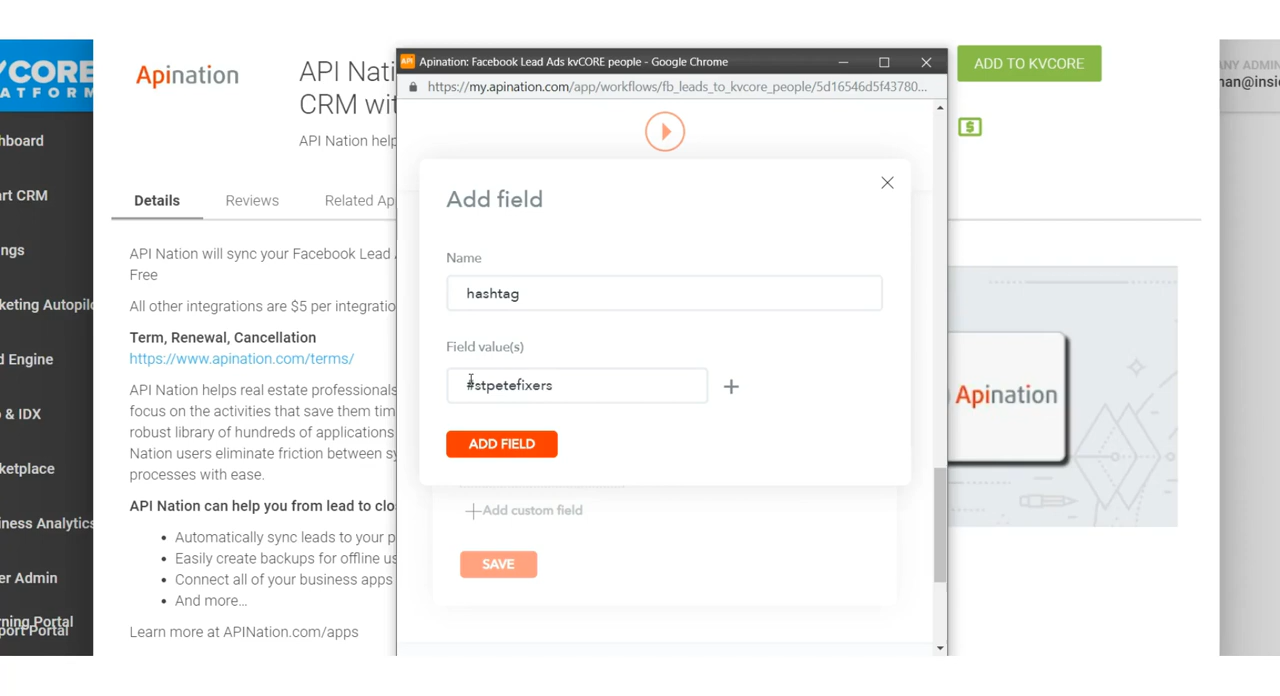 VCORE
ATFORM
hboard
rt CRM
ngs
keting Autopilo
d Engine
o & IDX
ketplace
iness Analytics
er Admin
rning Portal
port Portal
Apination
API Nati
CRM wit
API Nation help
Details
Reviews
Related Ap
API Nation will sync your Facebook Lead
Free
All other integrations are $5 per integratio
Term, Renewal, Cancellation
https://www.apination.com/terms/
API Nation helps real estate professionals
focus on the activities that save them tim
robust library of hundreds of applications
Nation users eliminate friction between sy
processes with ease.
API Nation can help you from lead to clo
Automatically sync leads to your p
Easily create backups for offline us
Connect all of your business apps
And more...
Learn more at APINation.com/apps
API Apination: Facebook Lead Ads kvCORE people - Google Chrome
https://my.apination.com/app/workflows/fb_leads_to_kvcore_people/5d16546d5f43780...
Add field
Name
hashtag
Field value(s)
#stpetefixers
ADD FIELD
Add custom field
SAVE
ADD TO KVCORE
$
Apination
ANY ADMIN
nan@insi